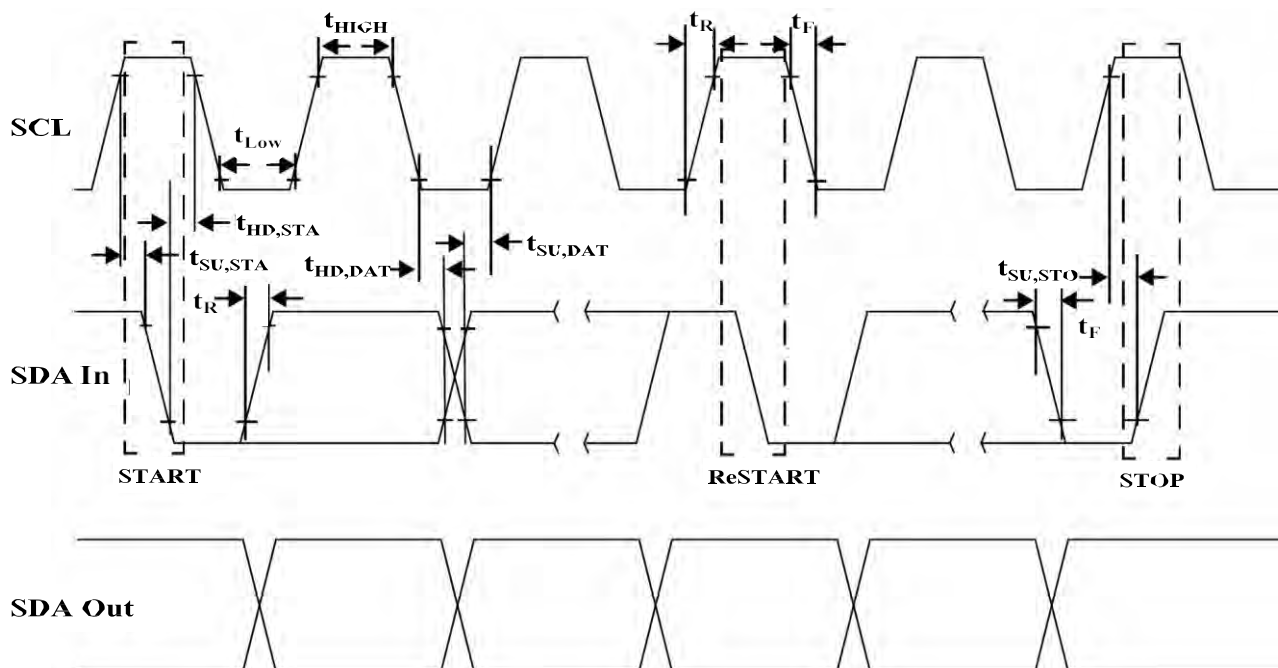 tHIGH
tR
tF
SCL
tLow
tHD,STA
tSU,STA
tHD,DAT
tSU,DAT
tSU,STO
tR
tF
SDA In
START
ReSTART
STOP
SDA Out